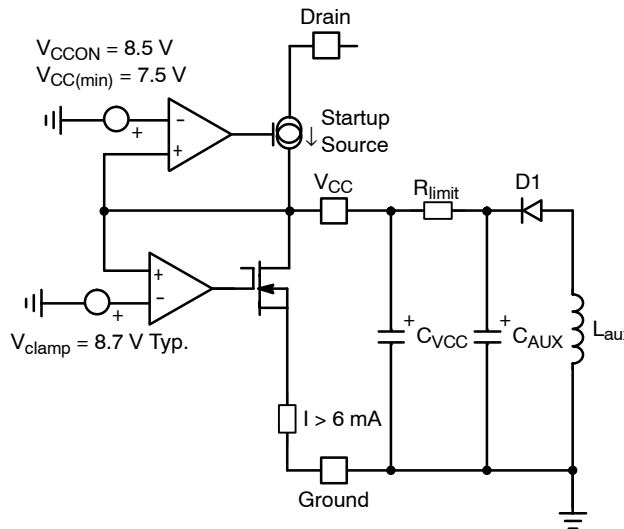 Drain
V_CCON = 8.5 V
V_CC(min) = 7.5 V
−
+
+
Startup
Source
V_CC
R_limit
D1
+
−
+
V_clamp = 8.7 V Typ.
+
C_VCC
+
C_AUX
L_aux
I > 6 mA
Ground